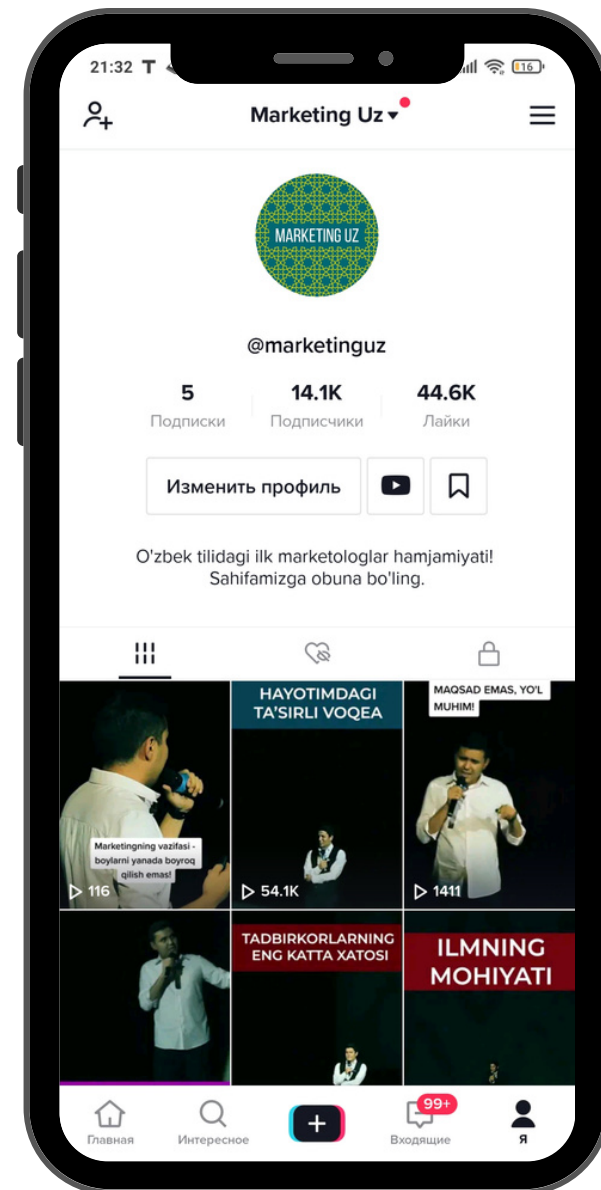 21:32
16
Marketing Uz
MARKETING UZ
@marketinguz
5 14.1K 44.6K
Подписки Подписчики Лайки
Изменить профиль
O'zbek tilidagi ilk marketologlar hamjamiyati!
Sahifamizga obuna bo'ling.
Marketingning vazifasi -
boylarni yanada boyroq
qilish emas!
116
HAYOTIMDAGI
TA'SIRLI VOQEA
54.1K
MAQSAD EMAS, YO'L
MUHIM!
1411
TADBIRKORLARNING
ENG KATTA XATOSI
ILMNING
MOHIYATI
99+
Главная Интересное Входящие Я